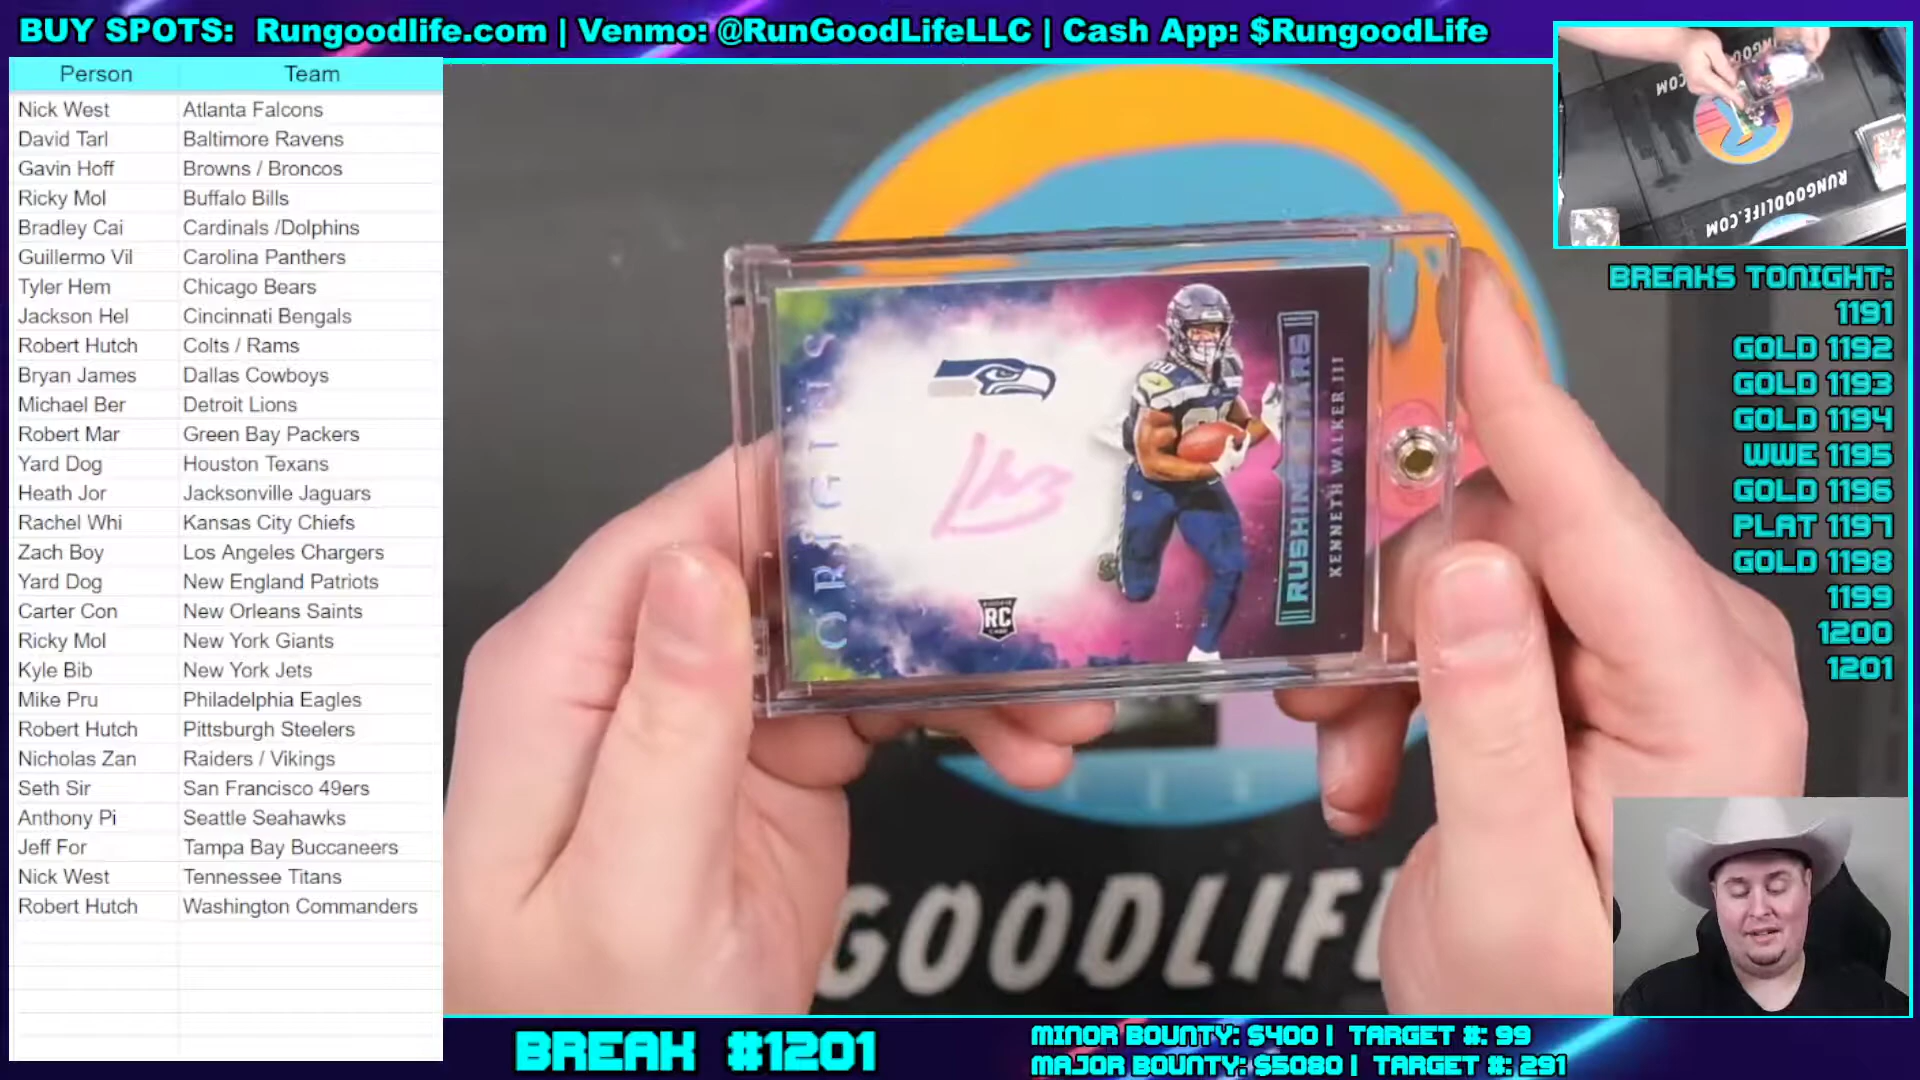 BUY SPOTS: Rungoodlife.com | Venmo: @RunGoodLifeLLC | Cash App: $RungoodLife
Person Team
Nick West Atlanta Falcons
David Tarl Baltimore Ravens
Gavin Hoff Browns / Broncos
Ricky Mol Buffalo Bills
Bradley Cai Cardinals /Dolphins
Guillermo Vil Carolina Panthers
Tyler Hem Chicago Bears
Jackson Hel Cincinnati Bengals
Robert Hutch Colts / Rams
Bryan James Dallas Cowboys
Michael Ber Detroit Lions
Robert Mar Green Bay Packers
Yard Dog Houston Texans
Heath Jor Jacksonville Jaguars
Rachel Whi Kansas City Chiefs
Zach Boy Los Angeles Chargers
Yard Dog New England Patriots
Carter Con New Orleans Saints
Ricky Mol New York Giants
Kyle Bib New York Jets
Mike Pru Philadelphia Eagles
Robert Hutch Pittsburgh Steelers
Nicholas Zan Raiders / Vikings
Seth Sir San Francisco 49ers
Anthony Pi Seattle Seahawks
Jeff For Tampa Bay Buccaneers
Nick West Tennessee Titans
Robert Hutch Washington Commanders
ORIGINS
RC
RUSHING STARS
KENNETH WALKER III
GOODLIFE
RUNGOODLIFE.COM
BREAKS TONIGHT:
1191
GOLD 1192
GOLD 1193
GOLD 1194
WWE 1195
GOLD 1196
PLAT 1197
GOLD 1198
1199
1200
1201
BREAK #1201
MINOR BOUNTY: $400 | TARGET #: 99
MAJOR BOUNTY: $5080 | TARGET #: 291